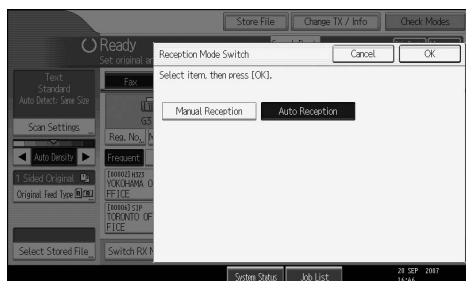 Store File
Change TX / Info
Check Modes
Ready
Set original an
Reception Mode Switch
Cancel
OK
Select item, then press [OK].
Manual Reception
Auto Reception
Text
Standard
Auto Detect: Same Size
Scan Settings
Auto Density
1 Sided Original
Original Feed Type
Select Stored File
Fax
G3
Reg. No.
Frequent
[00002] H323
YOKOHAMA O
FFICE
[00006] SIP
TORONTO OF
FICE
Switch RX M
System Status
Job List
20 SEP 2007